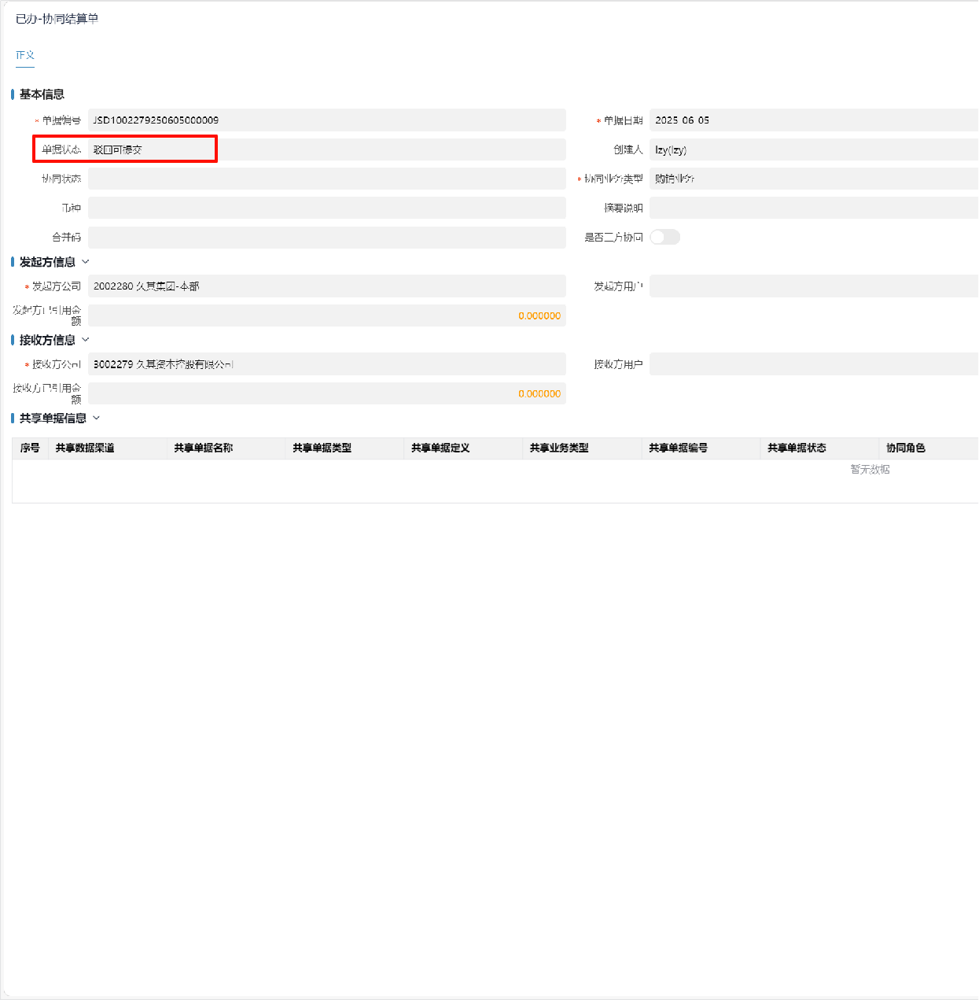 已办-协同结算单
正义
基本信息
* 单据编号 JSD1002279250605000009 * 单据日期 2025-06-05
单据状态 驳回可提交 创建人 lzy(lzy)
协同状态 * 协同业务类型 购销业务
币种 摘要说明
合并码 是否三方协同
发起方信息
* 发起方公司 2002280 久其集团-本部 发起方用户
发起方已引用金
额 0.000000
接收方信息
* 接收方公司 3002279 久其资本控股有限公司 接收方用户
接收方已引用金
额 0.000000
共享单据信息
序号 共享数据渠道 共享单据名称 共享单据类型 共享单据定义 共享业务类型 共享单据编号 共享单据状态 协同角色
暂无数据